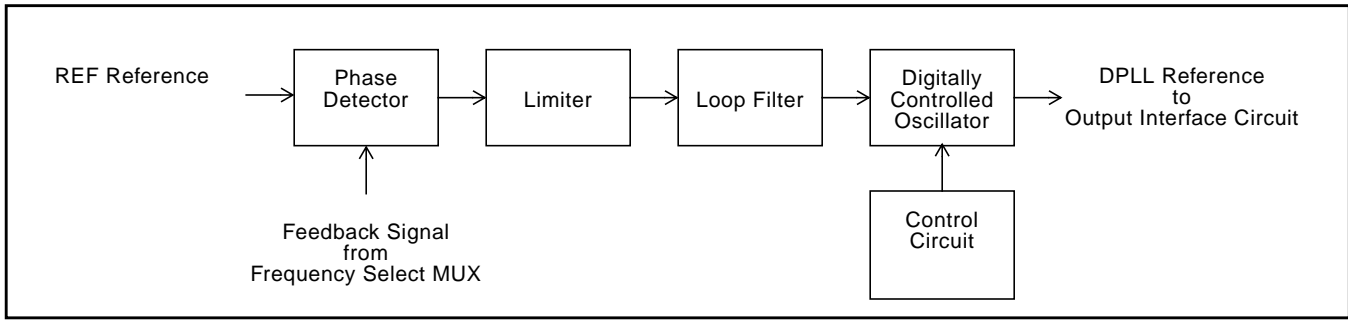 REF Reference
Phase
Detector
Limiter
Loop Filter
Digitally
Controlled
Oscillator
DPLL Reference
to
Output Interface Circuit
Feedback Signal
from
Frequency Select MUX
Control
Circuit